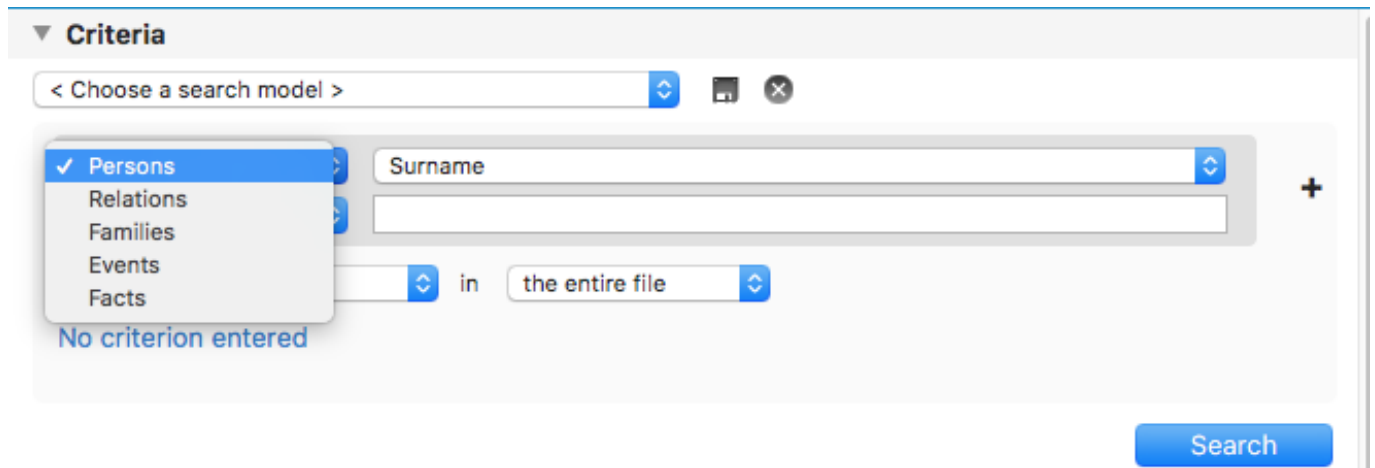 Criteria
< Choose a search model >
Persons Surname
Relations
Families
Events in the entire file
Facts
No criterion entered
Search